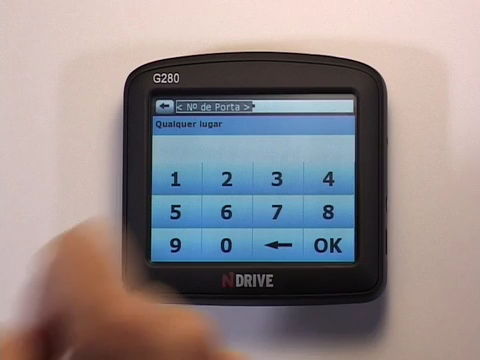 G280
< Nº de Porta >
Qualquer lugar
1 2 3 4
5 6 7 8
9 0 OK
NDRIVE